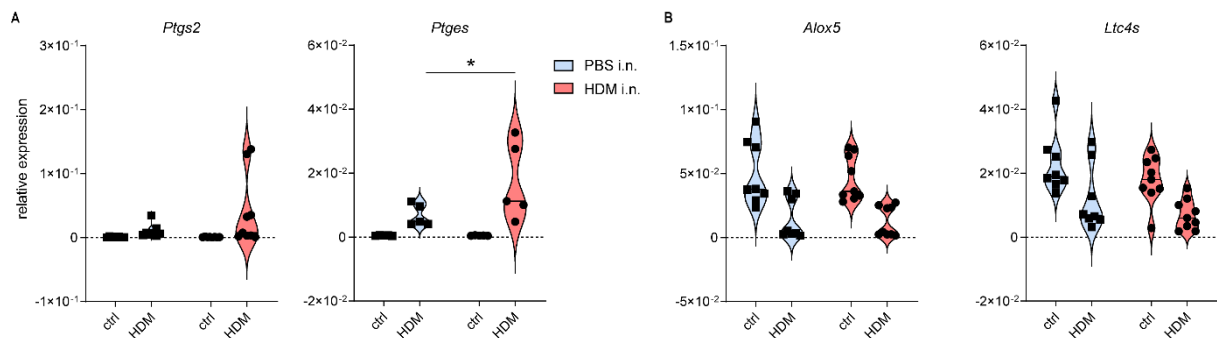 A
Ptgs2
relative expression
3×10⁻¹
2×10⁻¹
1×10⁻¹
0
-1×10⁻¹
ctrl
HDM
ctrl
HDM
Ptges
6×10⁻²
4×10⁻²
2×10⁻²
0
-2×10⁻²
*
ctrl
HDM
ctrl
HDM
PBS i.n.
HDM i.n.
B
Alox5
1.5×10⁻¹
1×10⁻¹
5×10⁻²
0
-5×10⁻²
ctrl
HDM
ctrl
HDM
Ltc4s
6×10⁻²
4×10⁻²
2×10⁻²
0
-2×10⁻²
ctrl
HDM
ctrl
HDM